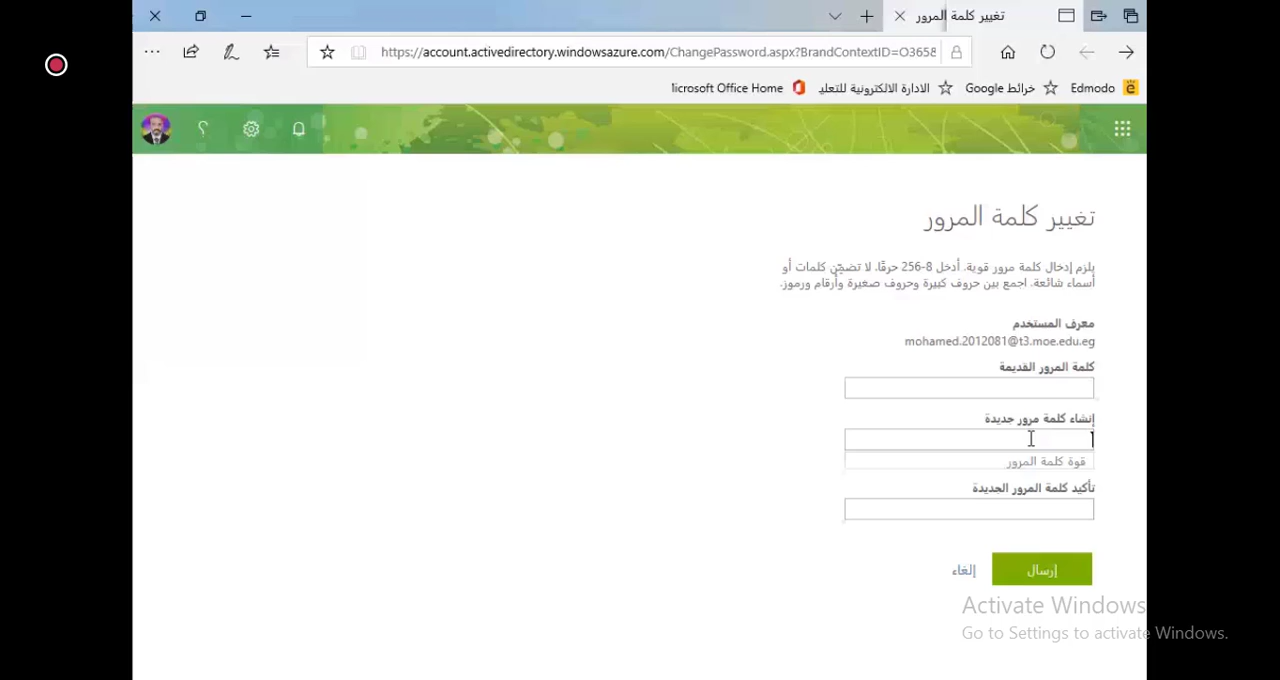 تغيير كلمة المرور
https://account.activedirectory.windowsazure.com/ChangePassword.aspx?BrandContextID=O3658
Edmodo
خرائط Google
الادارة الالكترونية للتعلي
licrosoft Office Home
تغيير كلمة المرور
يلزم إدخال كلمة مرور قوية. أدخل 8-256 حرفًا. لا تضمّن كلمات أو
أسماء شائعة. اجمع بين حروف كبيرة وحروف صغيرة وأرقام ورموز.
معرف المستخدم
mohamed.2012081@t3.moe.edu.eg
كلمة المرور القديمة
إنشاء كلمة مرور جديدة
قوة كلمة المرور
تأكيد كلمة المرور الجديدة
إرسال
إلغاء
Activate Windows
Go to Settings to activate Windows.